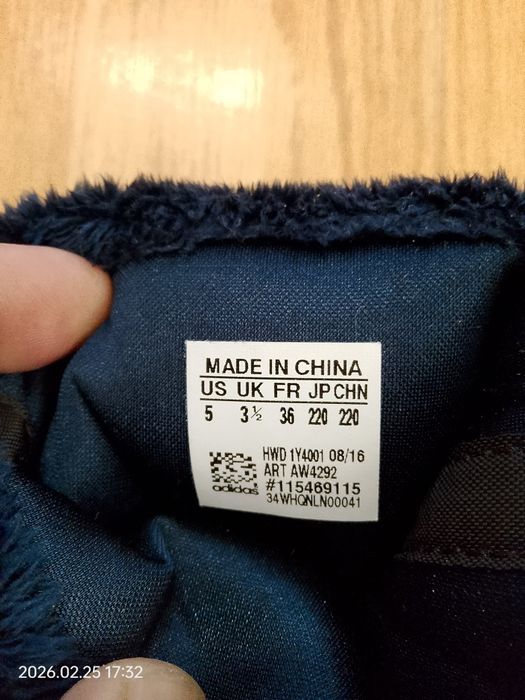 MADE IN CHINA
US UK FR JP CHN
5 3½ 36 220 220
HWD 1Y4001 08/16
ART AW4292
adidas #115469115
34WHQNLN00041
2026.02.25 17:32